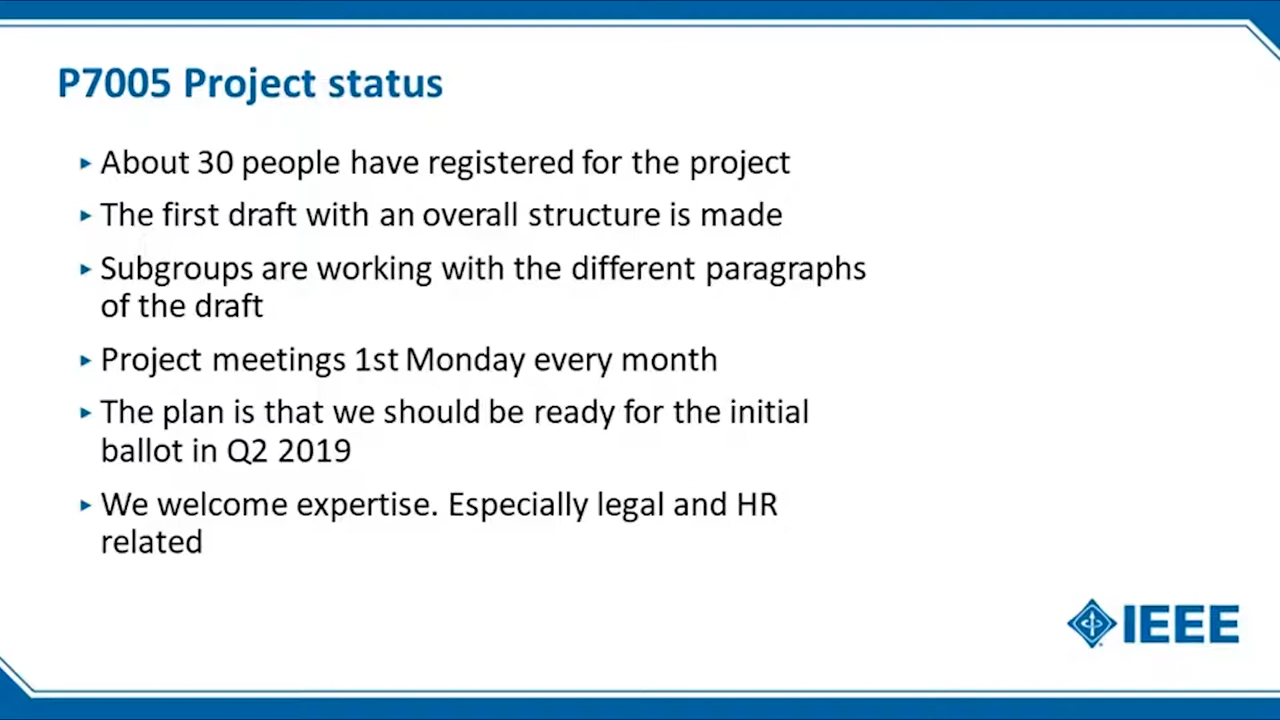 P7005 Project status
▸ About 30 people have registered for the project
▸ The first draft with an overall structure is made
▸ Subgroups are working with the different paragraphs
of the draft
▸ Project meetings 1st Monday every month
▸ The plan is that we should be ready for the initial
ballot in Q2 2019
▸ We welcome expertise. Especially legal and HR
related
IEEE